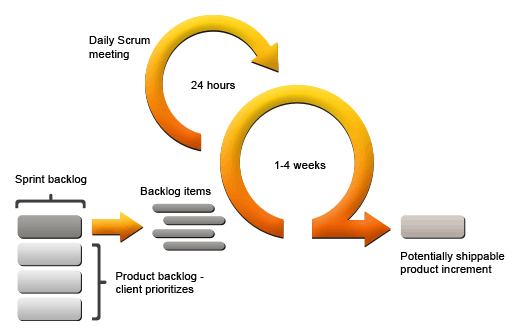 Daily Scrum
meeting
24 hours
1-4 weeks
Sprint backlog
Backlog items
Product backlog -
client prioritizes
Potentially shippable
product increment